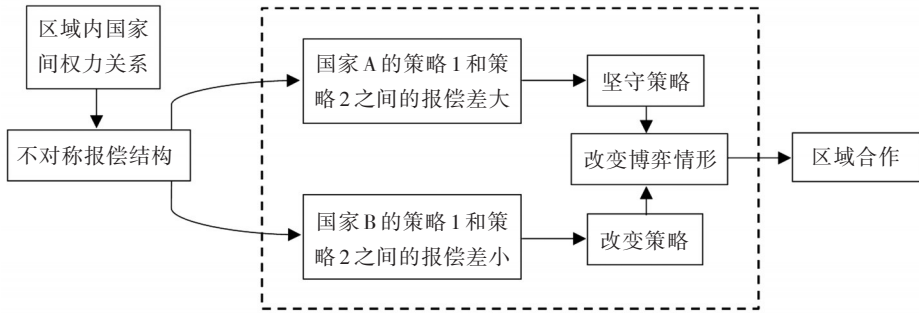 区域内国家
间权力关系
不对称报偿结构
国家A的策略1和策
略2之间的报偿差大
坚守策略
改变博弈情形
区域合作
国家B的策略1和策
略2之间的报偿差小
改变策略